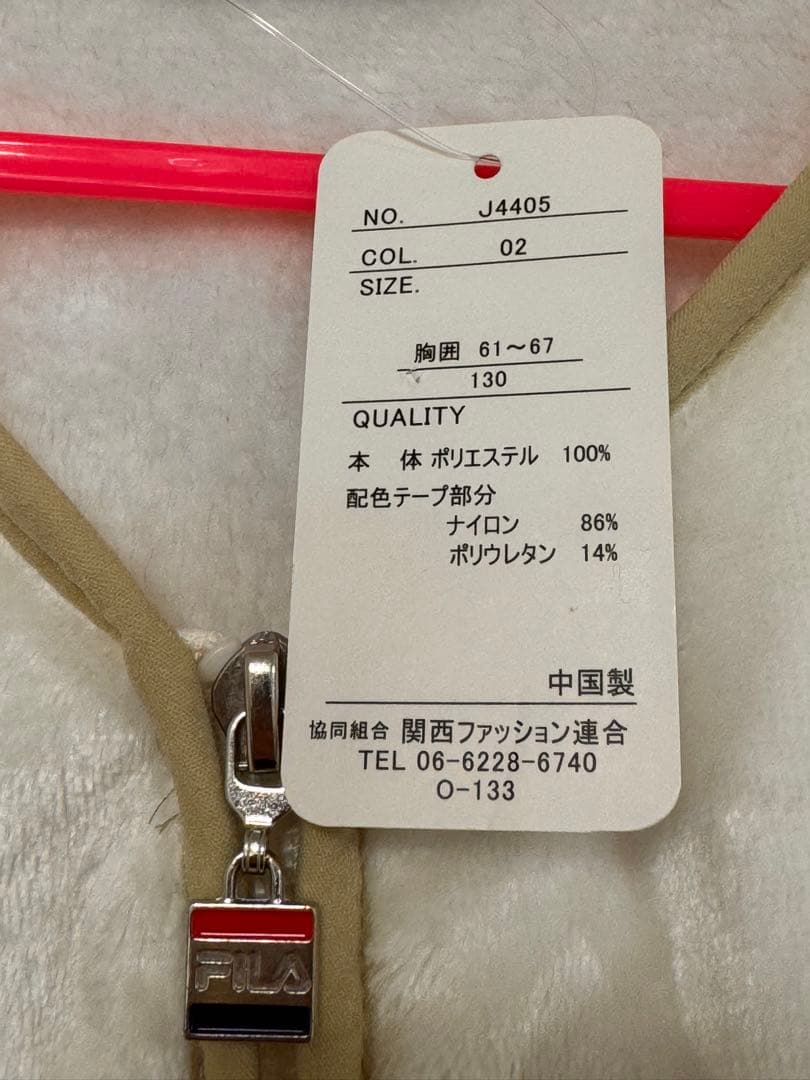 NO. J4405
COL. 02
SIZE.
胸囲 61～67
130
QUALITY
本 体 ポリエステル 100%
配色テープ部分
ナイロン 86%
ポリウレタン 14%
中国製
協同組合 関西ファッション連合
TEL 06-6228-6740
O-133
FILA